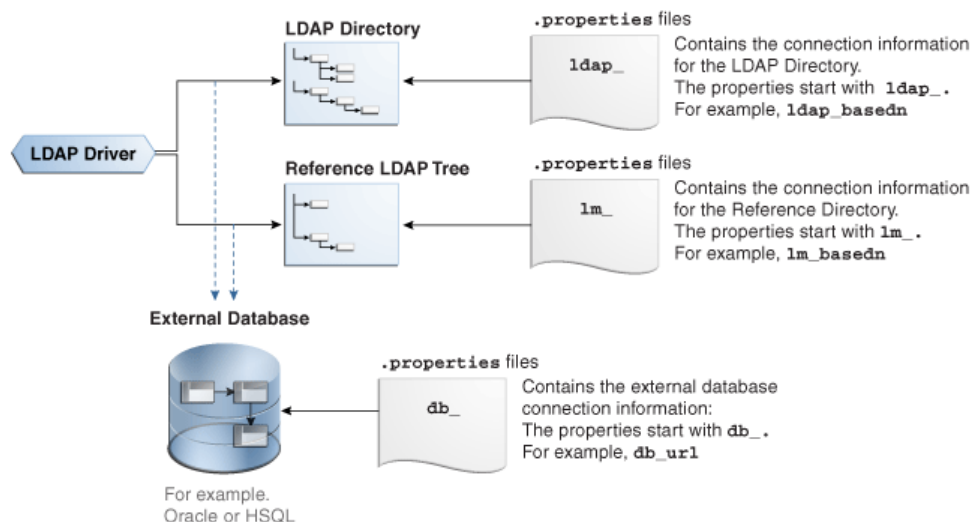 .properties files
LDAP Directory
ldap_
Contains the connection information
for the LDAP Directory.
The properties start with ldap_.
For example, ldap_basedn
LDAP Driver
.properties files
Reference LDAP Tree
lm_
Contains the connection information
for the Reference Directory.
The properties start with lm_.
For example, lm_basedn
External Database
.properties files
db_
Contains the external database
connection information:
The properties start with db_.
For example, db_url
For example.
Oracle or HSQL